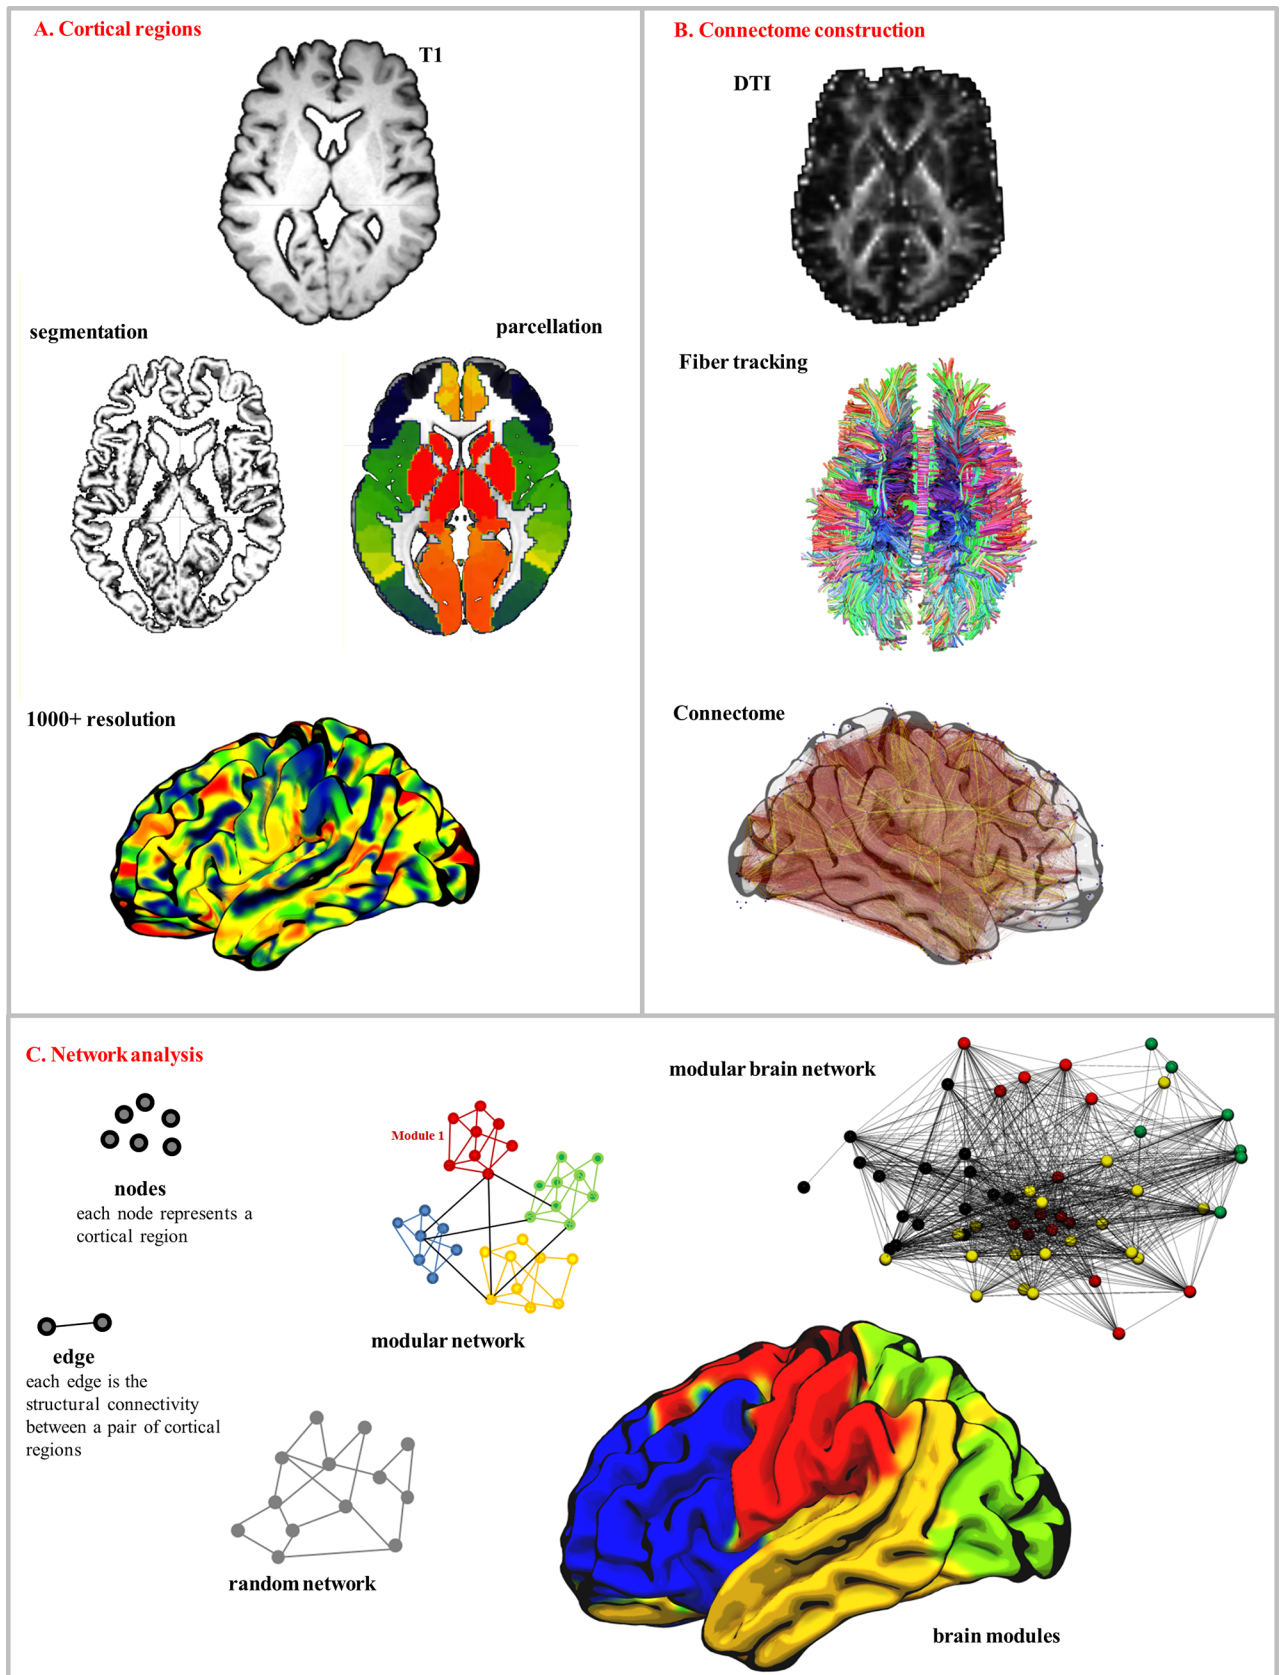 A. Cortical regions
T1
segmentation
parcellation
1000+ resolution
B. Connectome construction
DTI
Fiber tracking
Connectome
C. Network analysis
nodes
each node represents a
cortical region
edge
each edge is the
structural connectivity
between a pair of cortical
regions
Module 1
modular network
random network
modular brain network
brain modules